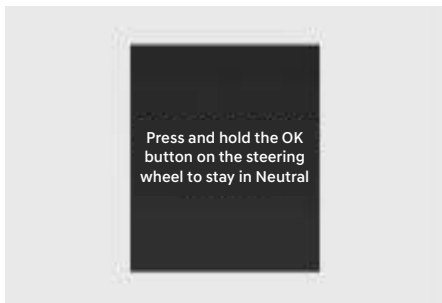 Press and hold the OK
button on the steering
wheel to stay in Neutral